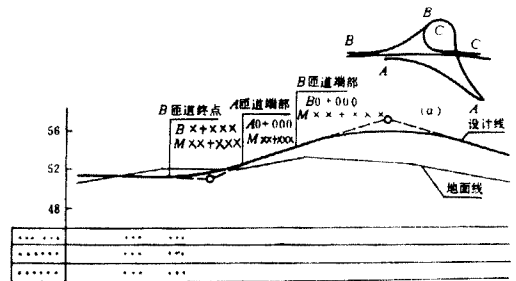 B
C
B
C
A
A
(a)
B匝道终点
B ××+×××
M××+×××
A匝道端部
A0+000
M××+×××
B匝道端部
B0+000
M××+×××
设计线
地面线
56
52
48